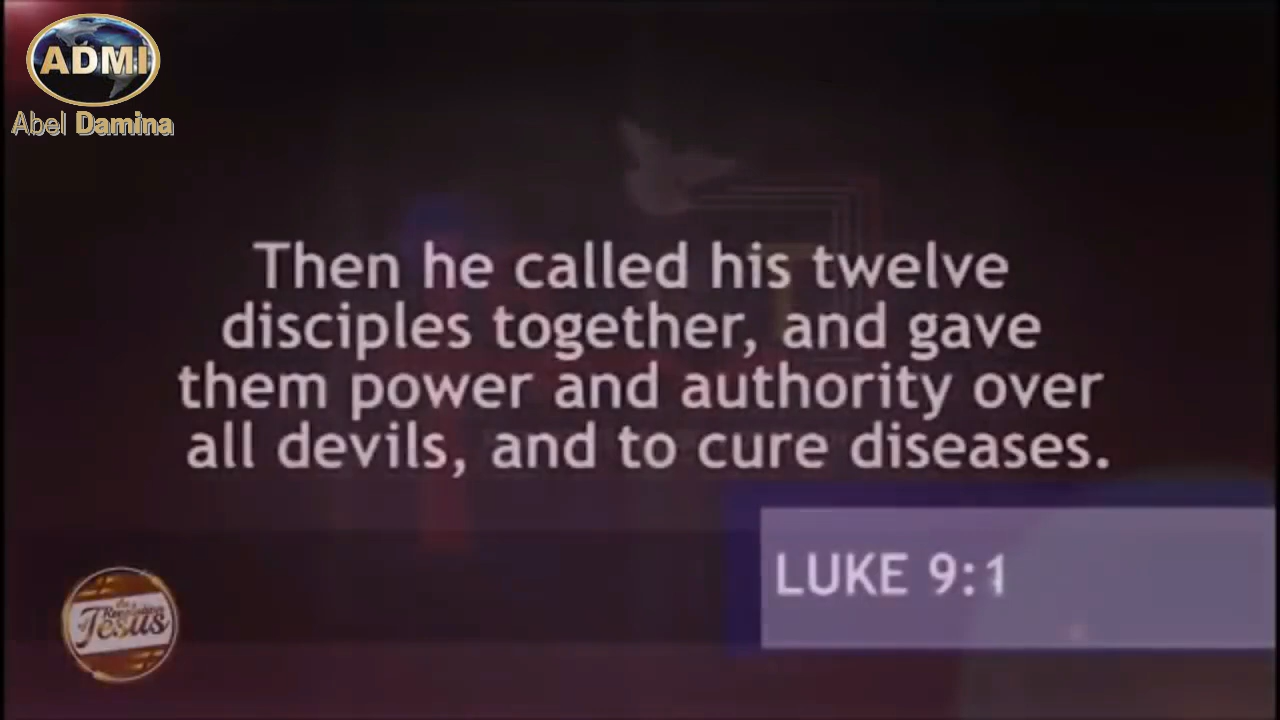 ADMI
Abel Damina
Then he called his twelve
disciples together, and gave
them power and authority over
all devils, and to cure diseases.
LUKE 9:1
Jesus